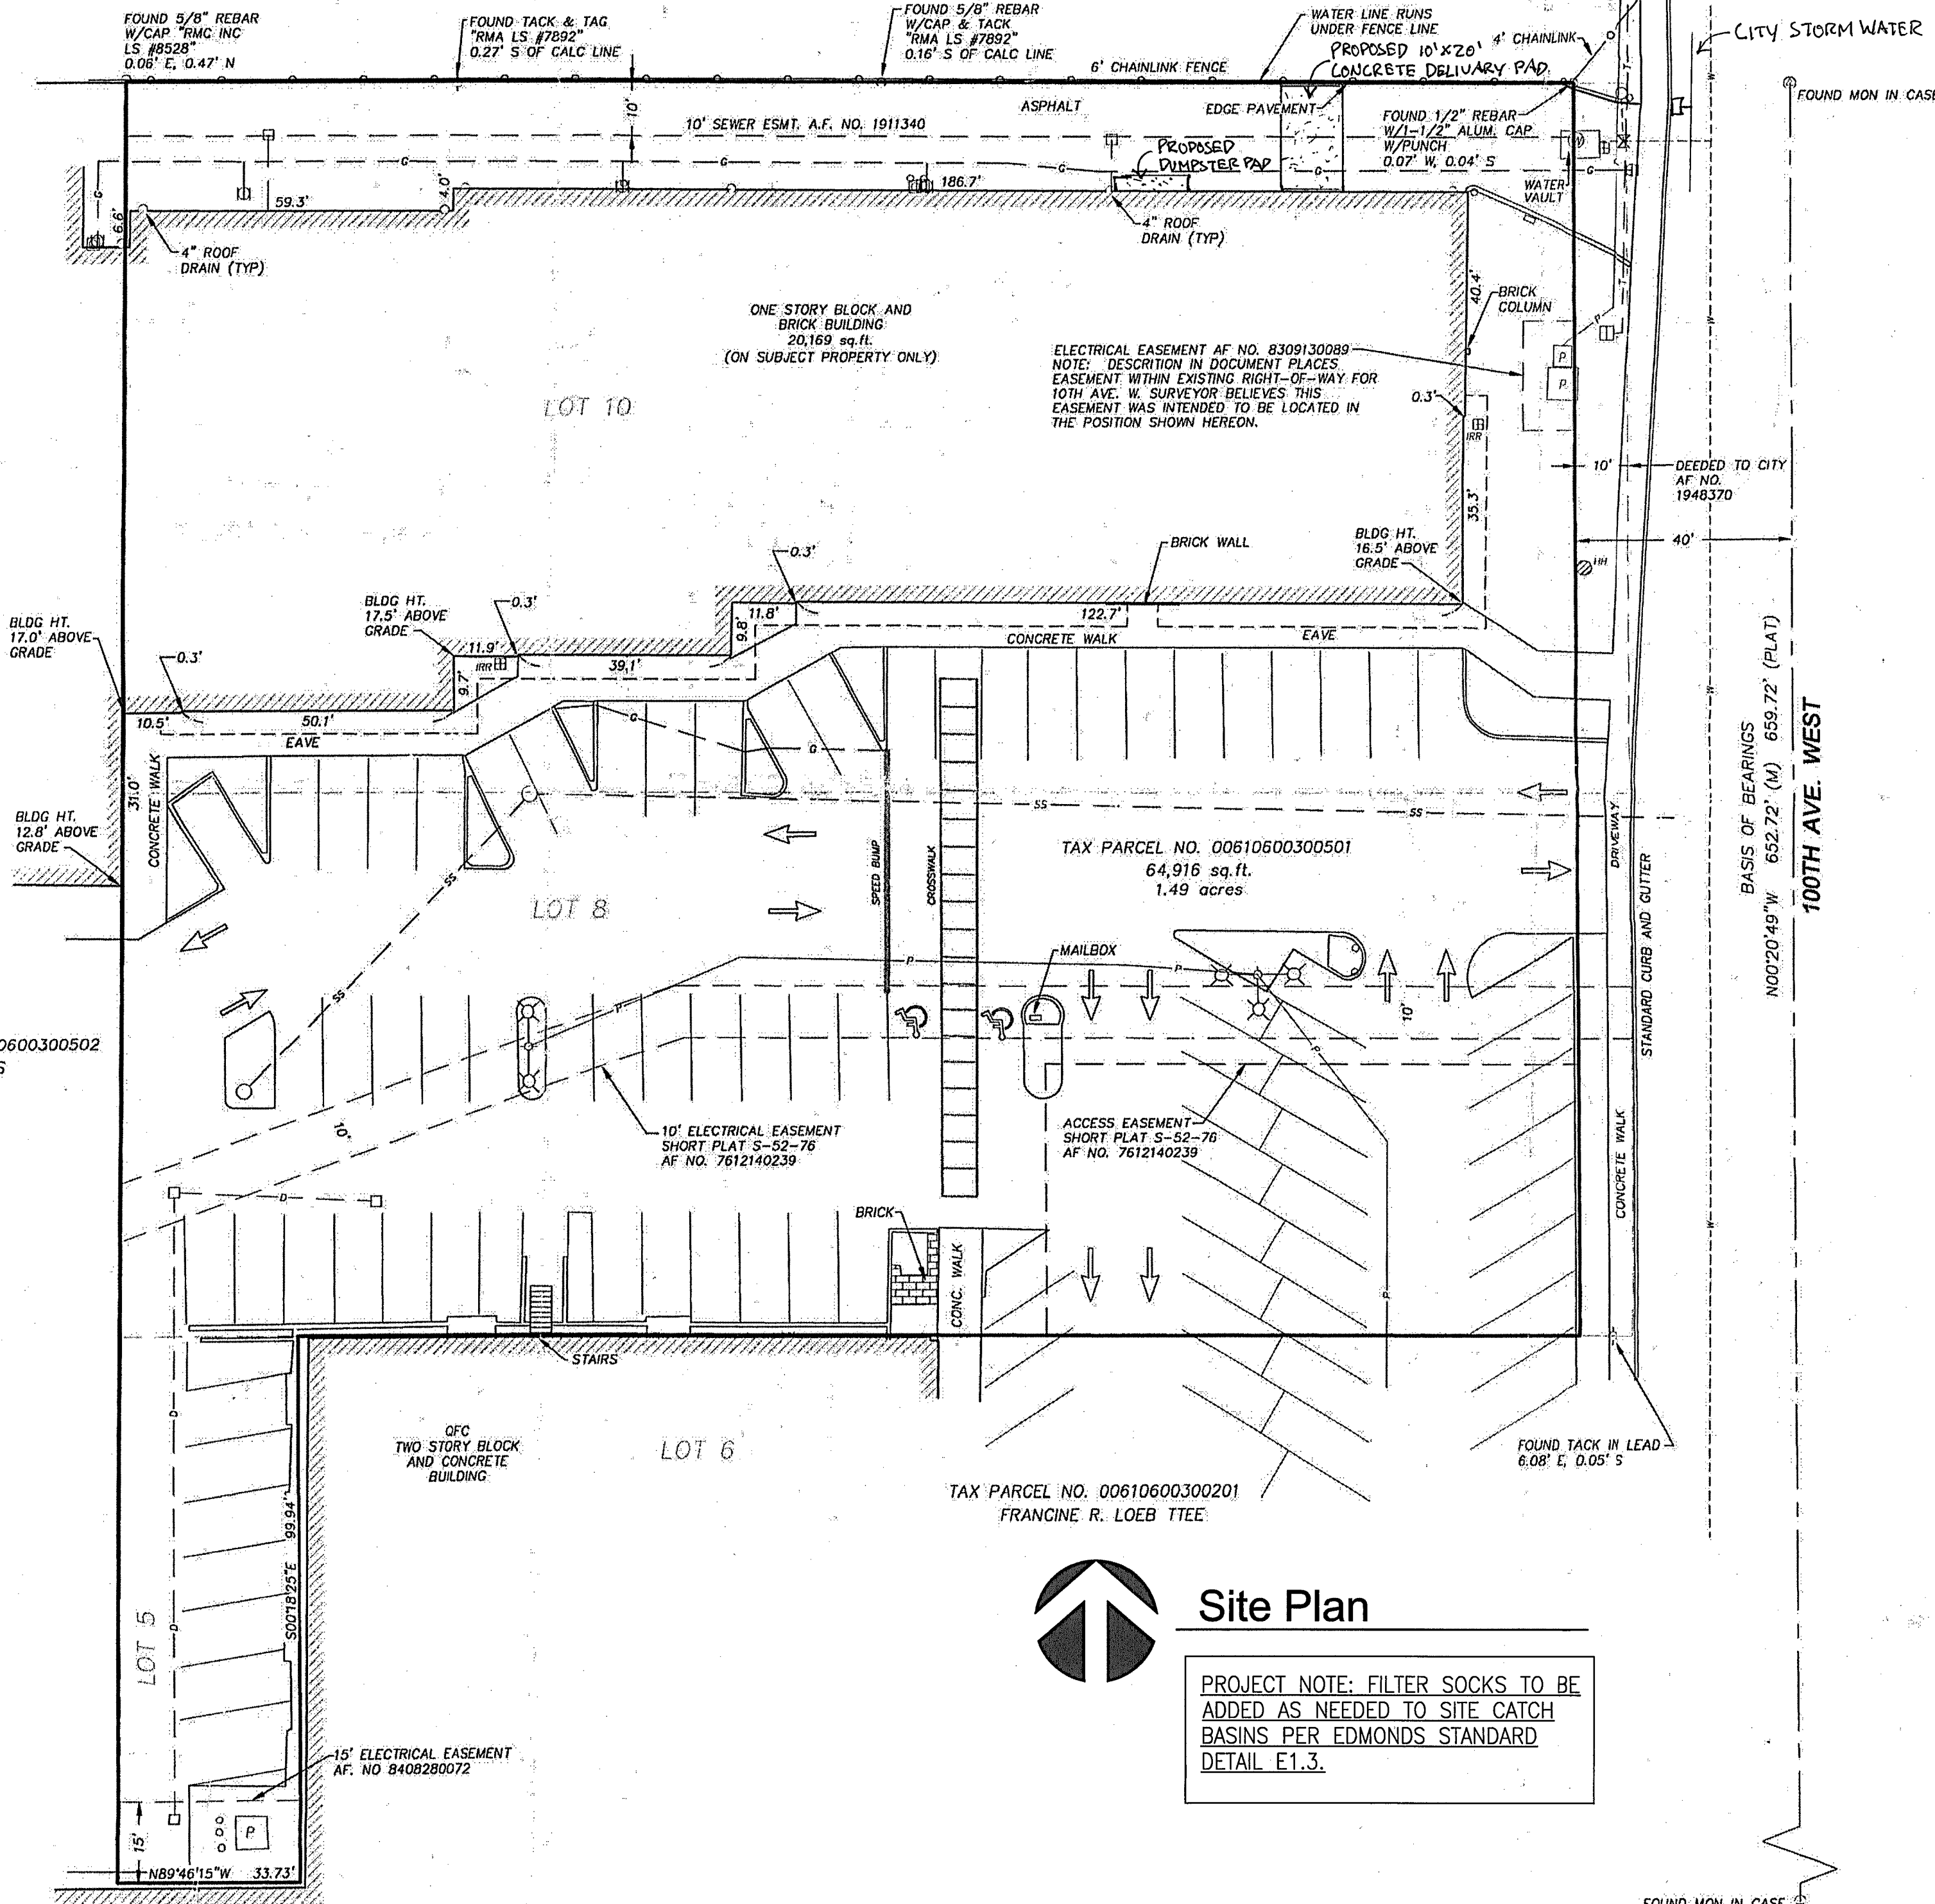 FOUND 5/8" REBAR
W/CAP "RMC INC
LS #8528"
0.06' E, 0.47' N
FOUND TACK & TAG
"RMA LS #7892"
0.27' S OF CALC LINE
FOUND 5/8" REBAR
W/CAP & TACK
"RMA LS #7892"
0.16' S OF CALC LINE
WATER LINE RUNS
UNDER FENCE LINE
PROPOSED 10'X20'
CONCRETE DELIVARY PAD
4' CHAINLINK
CITY STORM WATER
6' CHAINLINK FENCE
FOUND MON IN CASE
ASPHALT
EDGE PAVEMENT
10'
10' SEWER ESMT. A.F. NO. 1911340
FOUND 1/2" REBAR
W/1-1/2" ALUM. CAP
W/PUNCH
0.07' W, 0.04' S
PROPOSED
DUMPSTER PAD
WATER
VAULT
G
G
G
G
G
G
T
T
W
W
6.6'
59.3'
4.0'
186.7'
4" ROOF
DRAIN (TYP)
4" ROOF
DRAIN (TYP)
40.4'
BRICK
COLUMN
ONE STORY BLOCK AND
BRICK BUILDING
20,169 sq.ft.
(ON SUBJECT PROPERTY ONLY)
ELECTRICAL EASEMENT AF NO. 8309130089
NOTE: DESCRITION IN DOCUMENT PLACES
EASEMENT WITHIN EXISTING RIGHT-OF-WAY FOR
10TH AVE. W. SURVEYOR BELIEVES THIS
EASEMENT WAS INTENDED TO BE LOCATED IN
THE POSITION SHOWN HEREON.
P
P
P
LOT 10
0.3'
IRR
10'
DEEDED TO CITY
AF NO.
1948370
35.3'
40'
HH
BRICK WALL
BLDG HT.
16.5' ABOVE
GRADE
0.3'
BLDG HT.
17.5' ABOVE
GRADE
0.3'
11.8'
9.8'
122.7'
CONCRETE WALK
EAVE
BLDG HT.
17.0' ABOVE
GRADE
0.3'
11.9'
IRR
9.7'
39.1'
10.5'
50.1'
EAVE
G
G
31.0'
CONCRETE WALK
BLDG HT.
12.8' ABOVE
GRADE
SS
SS
SS
SS
SPEED BUMP
CROSSWALK
TAX PARCEL NO. 00610600300501
64,916 sq.ft.
1.49 acres
DRIVEWAY
STANDARD CURB AND GUTTER
BASIS OF BEARINGS
N00°20'49"W 652.72' (M) 659.72' (PLAT)
100TH AVE. WEST
LOT 8
MAILBOX
P
P
P
P
P
10'
0600300502
S
10'
10' ELECTRICAL EASEMENT
SHORT PLAT S-52-76
AF NO. 7612140239
ACCESS EASEMENT
SHORT PLAT S-52-76
AF NO. 7612140239
CONCRETE WALK
W
W
D
BRICK
CONC. WALK
STAIRS
D
D
QFC
TWO STORY BLOCK
AND CONCRETE
BUILDING
LOT 6
FOUND TACK IN LEAD
6.08' E, 0.05' S
TAX PARCEL NO. 00610600300201
FRANCINE R. LOEB TTEE
S00°18'25"E 99.94'
LOT 5
Site Plan
PROJECT NOTE: FILTER SOCKS TO BE
ADDED AS NEEDED TO SITE CATCH
BASINS PER EDMONDS STANDARD
DETAIL E1.3.
15' ELECTRICAL EASEMENT
AF. NO 8408280072
15'
P
N89°46'15"W 33.73'
FOUND MON IN CASE